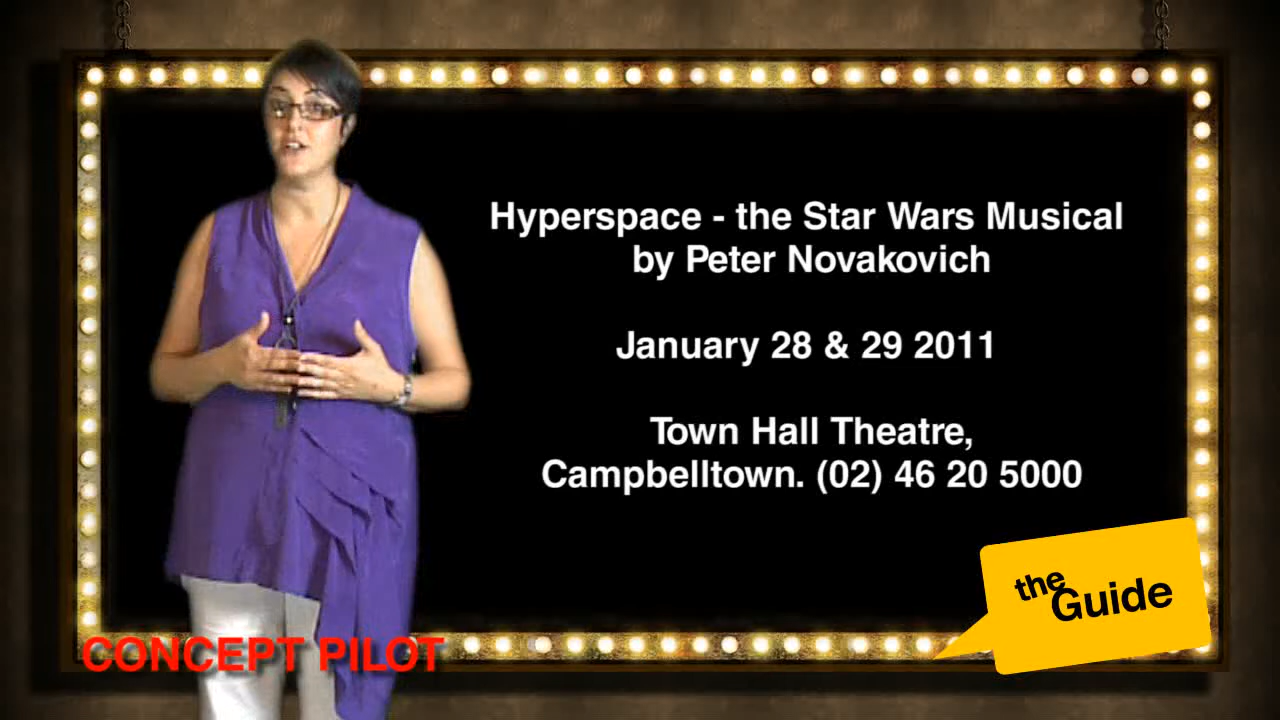 Hyperspace - the Star Wars Musical
by Peter Novakovich
January 28 & 29 2011
Town Hall Theatre,
Campbelltown. (02) 46 20 5000
the
Guide
CONCEPT PILOT